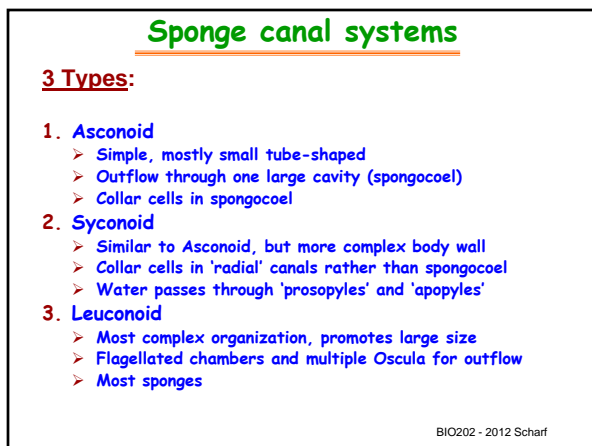 Sponge canal systems
3 Types:
1. Asconoid
➢ Simple, mostly small tube-shaped
➢ Outflow through one large cavity (spongocoel)
➢ Collar cells in spongocoel
2. Syconoid
➢ Similar to Asconoid, but more complex body wall
➢ Collar cells in ‘radial’ canals rather than spongocoel
➢ Water passes through ‘prosopyles’ and ‘apopyles’
3. Leuconoid
➢ Most complex organization, promotes large size
➢ Flagellated chambers and multiple Oscula for outflow
➢ Most sponges
BIO202 - 2012 Scharf